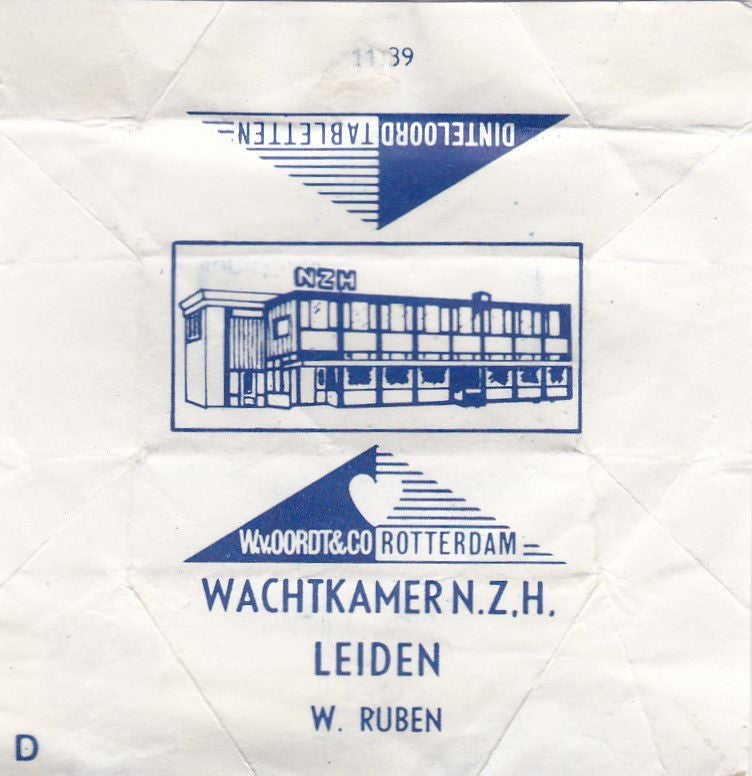 11 39
DINTELOORD TABLETTEN
NZH
W.v.OORDT&CO ROTTERDAM
WACHTKAMER N.Z.H.
LEIDEN
W. RUBEN
D